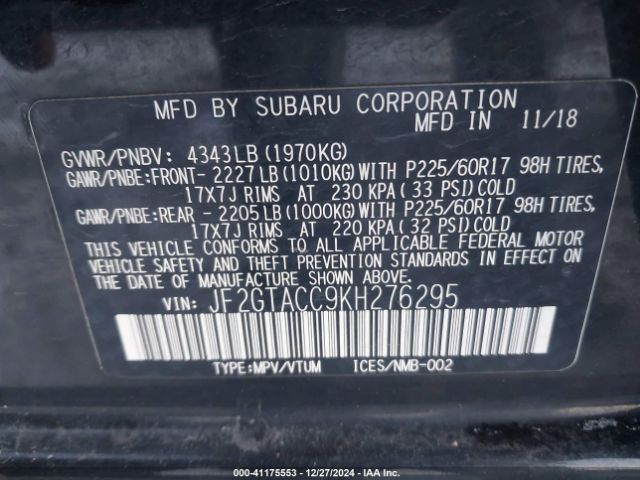 MFD BY SUBARU CORPORATION
MFD IN 11/18
GVWR/PNBV: 4343LB(1970KG)
GAWR/PNBE:FRONT- 2227LB(1010KG)WITH P225/60R17 98H TIRES,
17X7J RIMS AT 230 KPA( 33 PSI)COLD
GAWR/PNBE:REAR - 2205LB(1000KG)WITH P225/60R17 98H TIRES,
17X7J RIMS AT 220 KPA( 32 PSI)COLD
THIS VEHICLE CONFORMS TO ALL APPLICABLE FEDERAL MOTOR
VEHICLE SAFETY AND THEFT PREVENTION STANDARDS IN EFFECT ON
THE DATE OF MANUFACTURE SHOWN ABOVE.
VIN: JF2GTACC9KH276295
TYPE:MPV/VTUM ICES/NMB-002
000-41175553 - 12/27/2024 - IAA Inc.